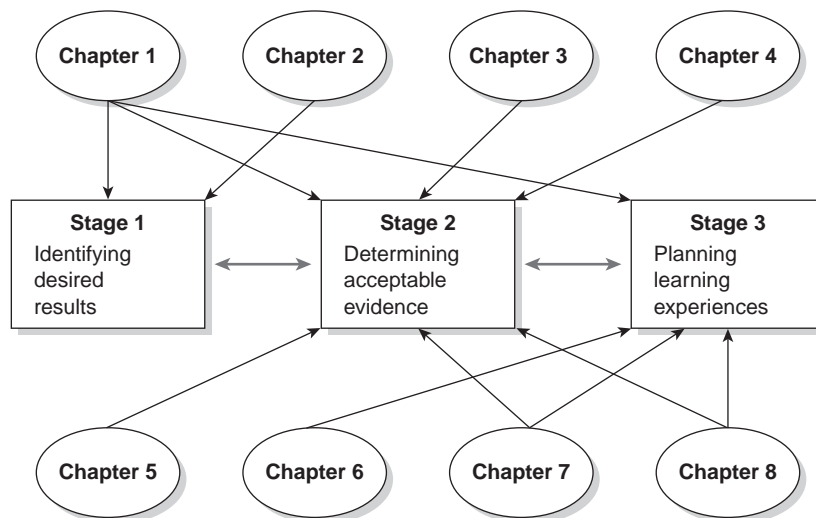 Chapter 1
Chapter 2
Chapter 3
Chapter 4
Stage 1
Identifying
desired
results
Stage 2
Determining
acceptable
evidence
Stage 3
Planning
learning
experiences
Chapter 5
Chapter 6
Chapter 7
Chapter 8